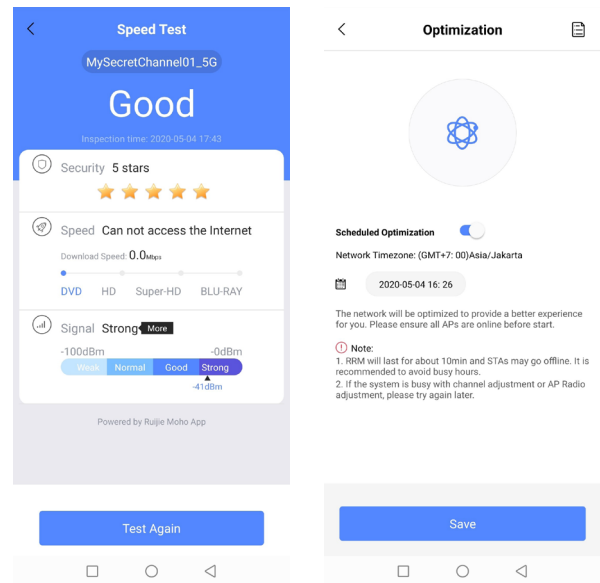 Speed Test
MySecretChannel01_5G
Good
Inspection time: 2020-05-04 17:43
Security 5 stars
Speed Can not access the Internet
Download Speed: 0.0Mbps
DVD HD Super-HD BLU-RAY
Signal Strong More
-100dBm -0dBm
Weak Normal Good Strong
-41dBm
Powered by Ruijie Moho App
Test Again
Optimization
Scheduled Optimization
Network Timezone: (GMT+7: 00)Asia/Jakarta
2020-05-04 16: 26
The network will be optimized to provide a better experience
for you. Please ensure all APs are online before start.
Note:
1. RRM will last for about 10min and STAs may go offline. It is
recommended to avoid busy hours.
2. If the system is busy with channel adjustment or AP Radio
adjustment, please try again later.
Save